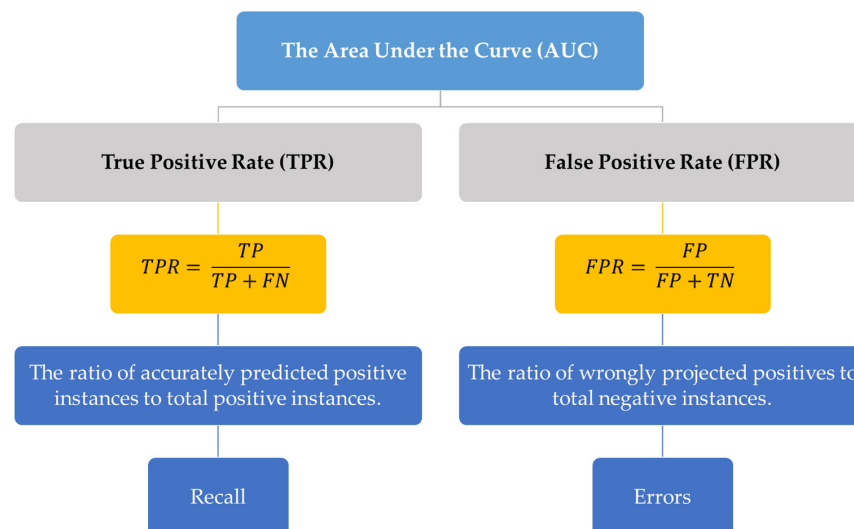 The Area Under the Curve (AUC)
True Positive Rate (TPR)
False Positive Rate (FPR)
TPR = TP / TP + FN
FPR = FP / FP + TN
The ratio of accurately predicted positive
instances to total positive instances.
The ratio of wrongly projected positives to
total negative instances.
Recall
Errors